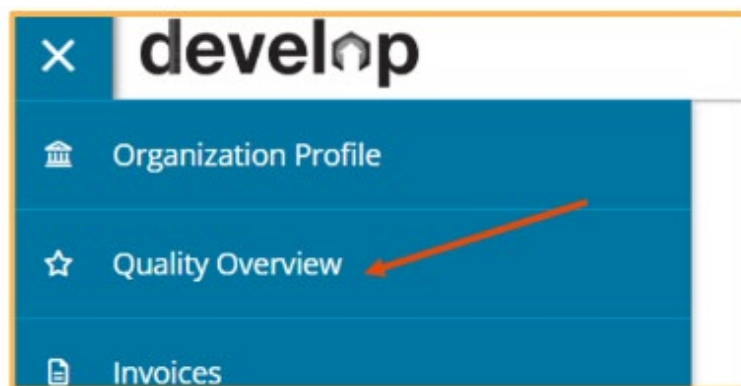 develop
Organization Profile
Quality Overview
Invoices